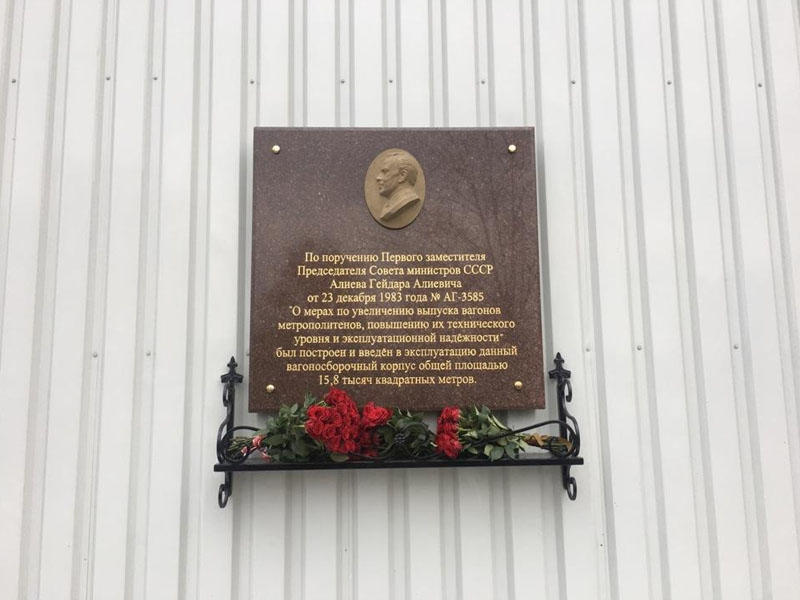 По поручению Первого заместителя
Председателя Совета министров СССР
Алиева Гейдара Алиевича
от 23 декабря 1983 года № АГ-3585
"О мерах по увеличению выпуска вагонов
метрополитенов, повышению их технического
уровня и эксплуатационной надёжности"
был построен и введён в эксплуатацию данный
вагоносборочный корпус общей площадью
15,8 тысяч квадратных метров.